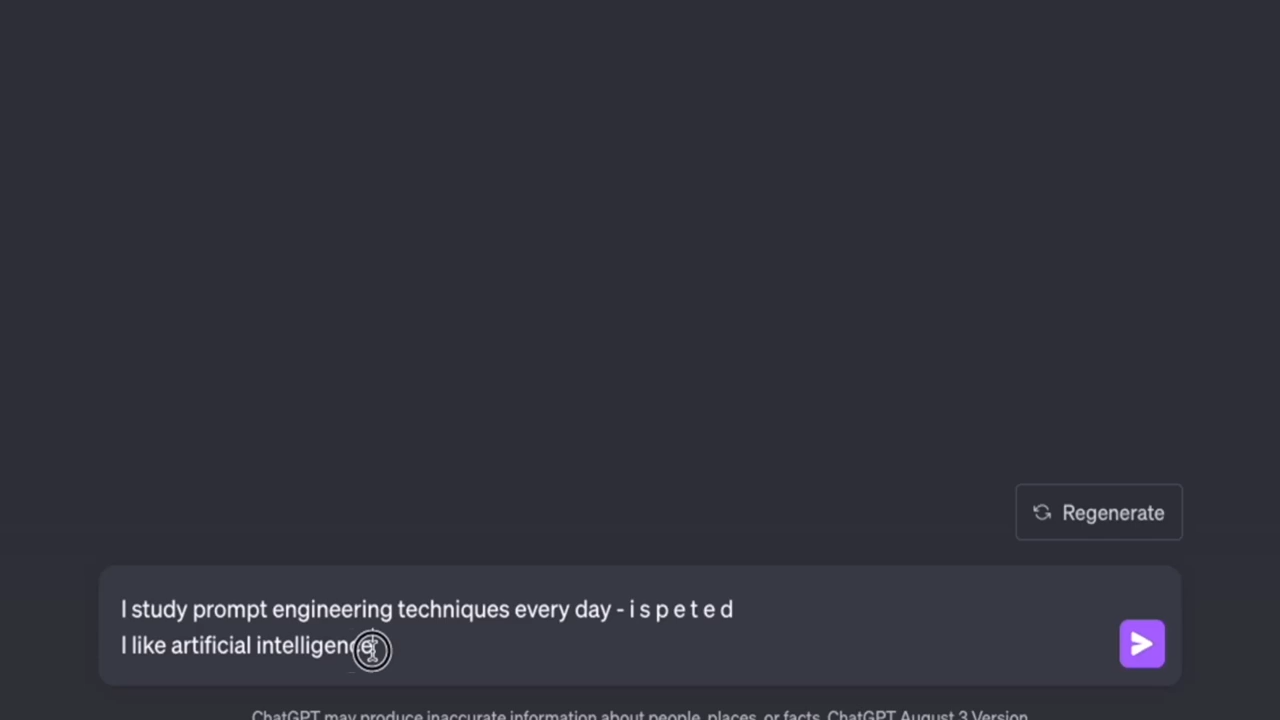 Regenerate
I study prompt engineering techniques every day - i s p e t e d
I like artificial intelligence
ChatGPT may produce inaccurate information about people, places, or facts. ChatGPT August 3 Version